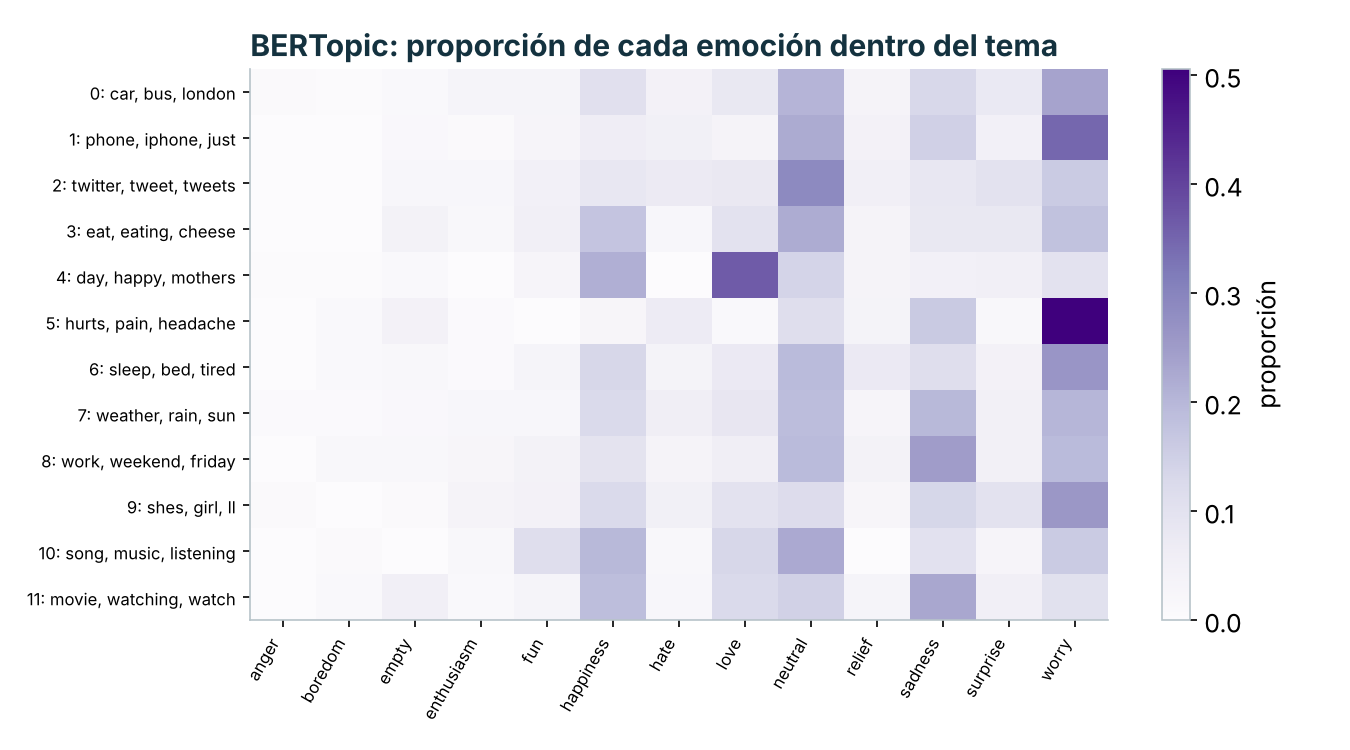 BERTopic: proporción de cada emoción dentro del tema
0: car, bus, london
1: phone, iphone, just
2: twitter, tweet, tweets
3: eat, eating, cheese
4: day, happy, mothers
5: hurts, pain, headache
6: sleep, bed, tired
7: weather, rain, sun
8: work, weekend, friday
9: shes, girl, ll
10: song, music, listening
11: movie, watching, watch
anger
boredom
empty
enthusiasm
fun
happiness
hate
love
neutral
relief
sadness
surprise
worry
0.5
0.4
0.3
0.2
0.1
0.0
proporción